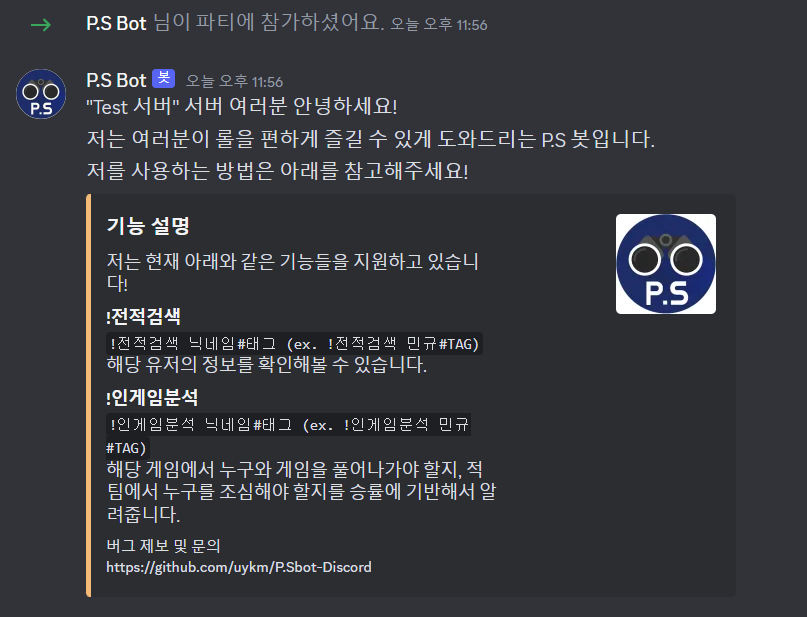 P.S Bot 님이 파티에 참가하셨어요. 오늘 오후 11:56
P.S Bot 봇 오늘 오후 11:56
"Test 서버" 서버 여러분 안녕하세요!
저는 여러분이 롤을 편하게 즐길 수 있게 도와드리는 P.S 봇입니다.
저를 사용하는 방법은 아래를 참고해주세요!
P.S
기능 설명
저는 현재 아래와 같은 기능들을 지원하고 있습니
다!
P.S
!전적검색
!전적검색 닉네임#태그 (ex. !전적검색 민규#TAG)
해당 유저의 정보를 확인해볼 수 있습니다.
!인게임분석
!인게임분석 닉네임#태그 (ex. !인게임분석 민규
#TAG)
해당 게임에서 누구와 게임을 풀어나가야 할지, 적
팀에서 누구를 조심해야 할지를 승률에 기반해서 알
려줍니다.
버그 제보 및 문의
https://github.com/uykm/P.Sbot-Discord